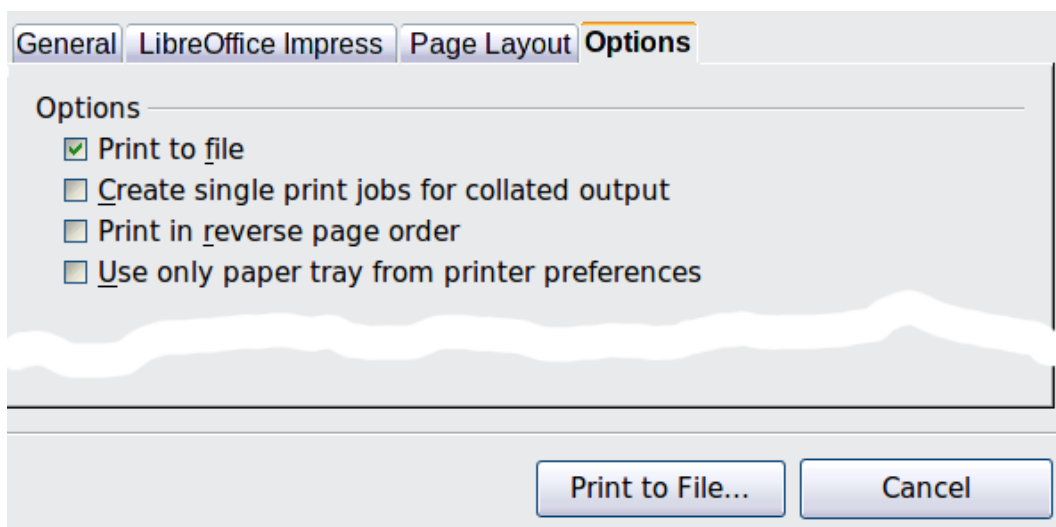 General LibreOffice Impress Page Layout Options
Options
Print to file
Create single print jobs for collated output
Print in reverse page order
Use only paper tray from printer preferences
Print to File... Cancel